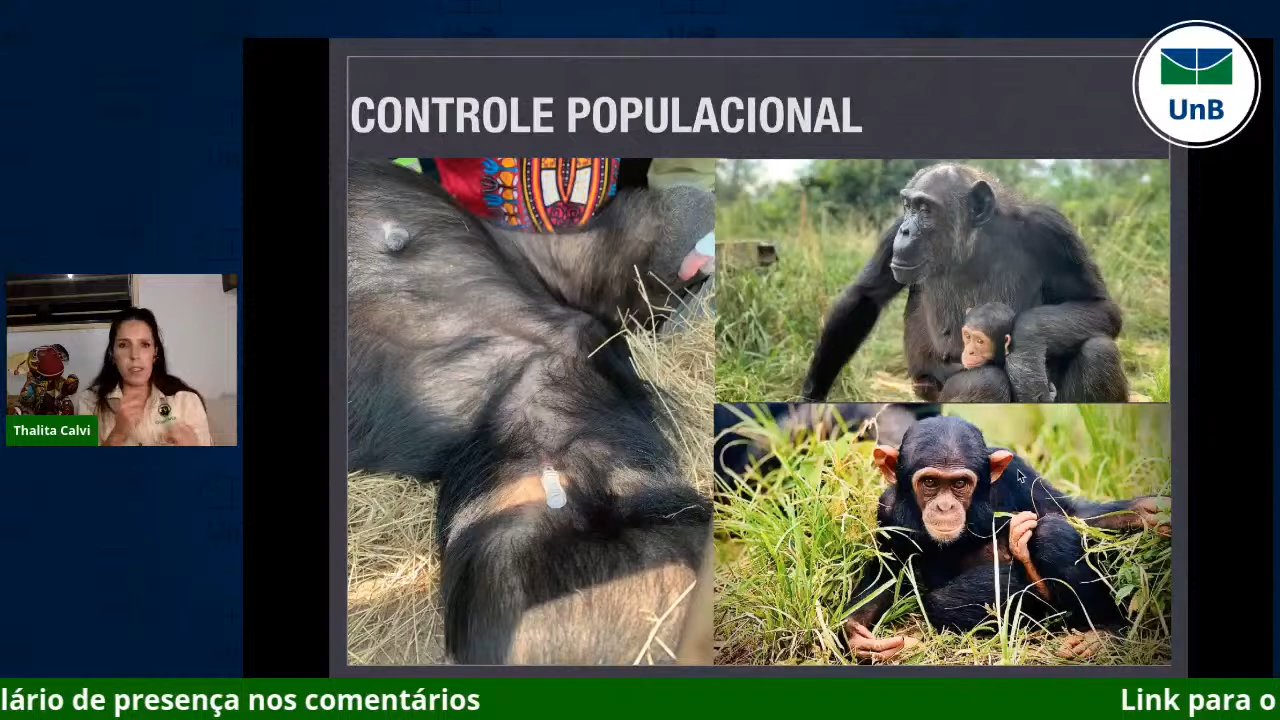 CONTROLE POPULACIONAL
UnB
Thalita Calvi
lário de presença nos comentários
Link para o